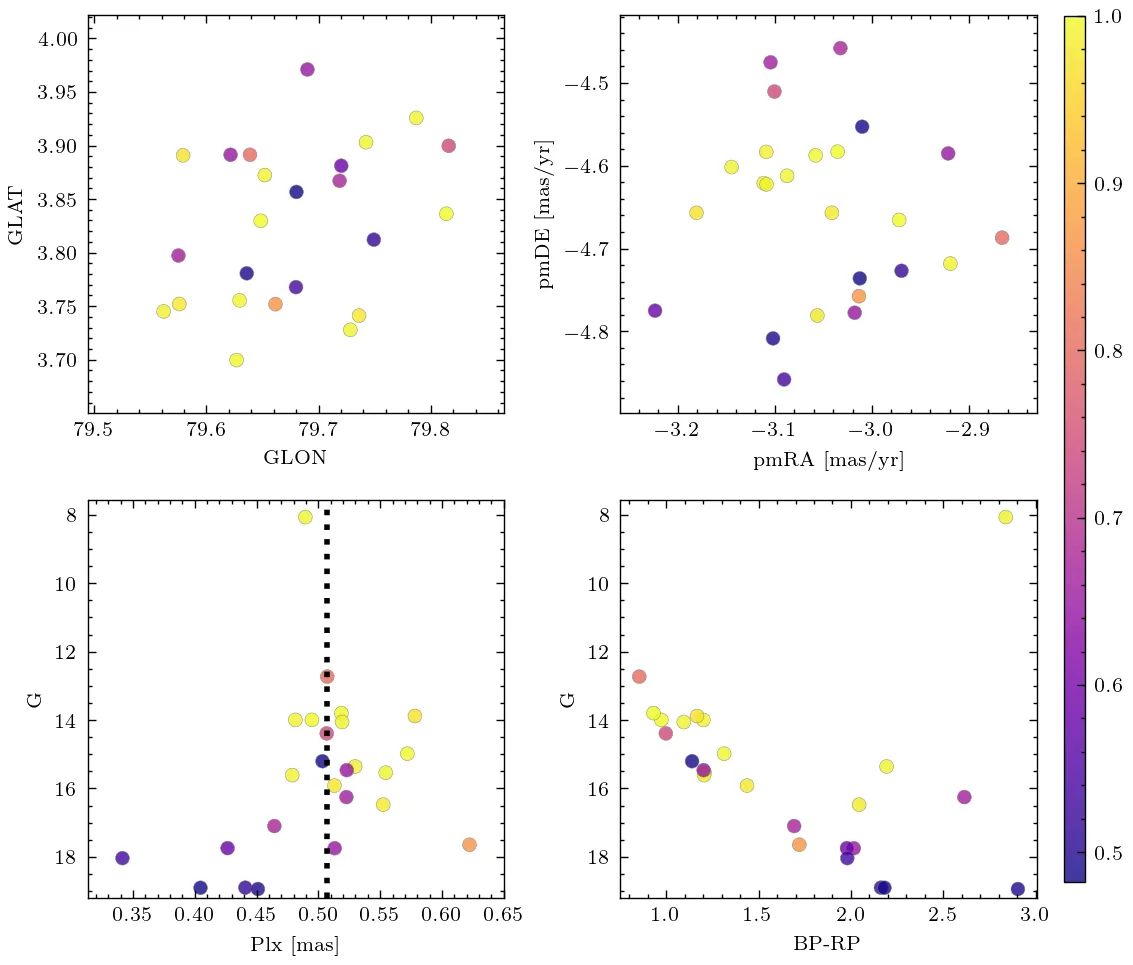 4.00
3.95
3.90
3.85
3.80
3.75
3.70
GLAT
79.5 79.6 79.7 79.8
GLON
−4.5
−4.6
−4.7
−4.8
pmDE [mas/yr]
−3.2 −3.1 −3.0 −2.9
pmRA [mas/yr]
1.0
0.9
0.8
0.7
0.6
0.5
8
10
12
14
16
18
G
0.35 0.40 0.45 0.50 0.55 0.60 0.65
Plx [mas]
8
10
12
14
16
18
G
1.0 1.5 2.0 2.5 3.0
BP-RP